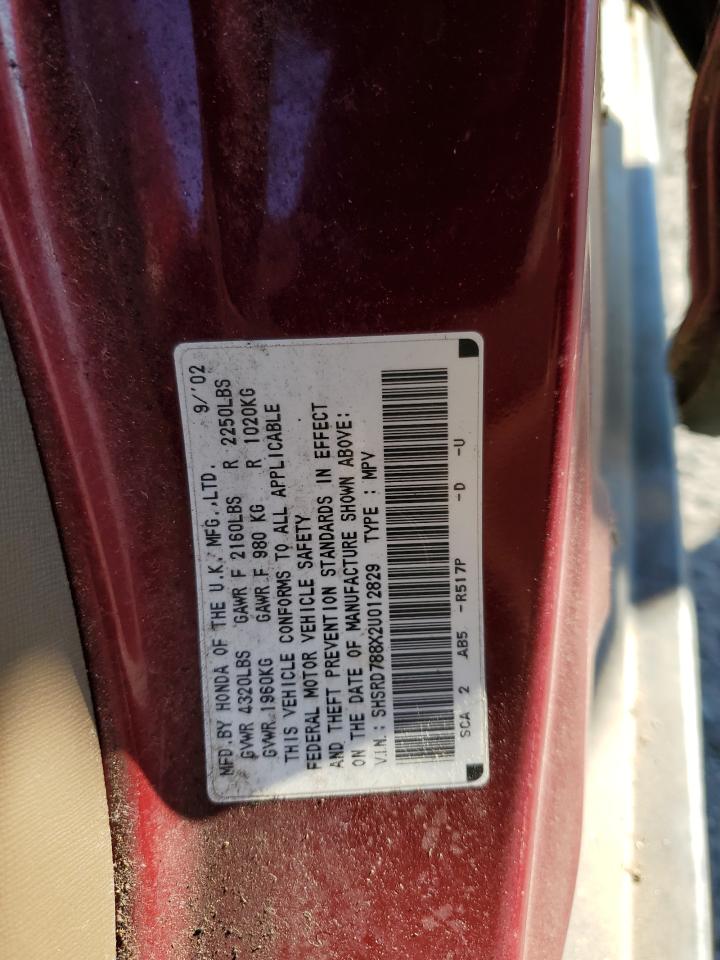 MFD.BY HONDA OF THE U.K. MFG.,LTD. 9/'02
GVWR 4320LBS GAWR F 2160LBS R 2250LBS
GVWR 1960KG GAWR F 980 KG R 1020KG
THIS VEHICLE CONFORMS TO ALL APPLICABLE
FEDERAL MOTOR VEHICLE SAFETY
AND THEFT PREVENTION STANDARDS IN EFFECT
ON THE DATE OF MANUFACTURE SHOWN ABOVE:
V.I.N.: SHSRD788X2U012829 TYPE : MPV
SCA 2 AB5 -R517P -D -U